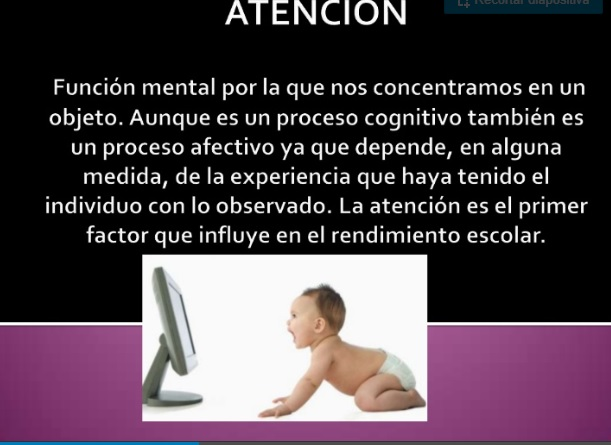 ATENCIÓN
Recortar diapositiva
Función mental por la que nos concentramos en un
objeto. Aunque es un proceso cognitivo también es
un proceso afectivo ya que depende, en alguna
medida, de la experiencia que haya tenido el
individuo con lo observado. La atención es el primer
factor que influye en el rendimiento escolar.